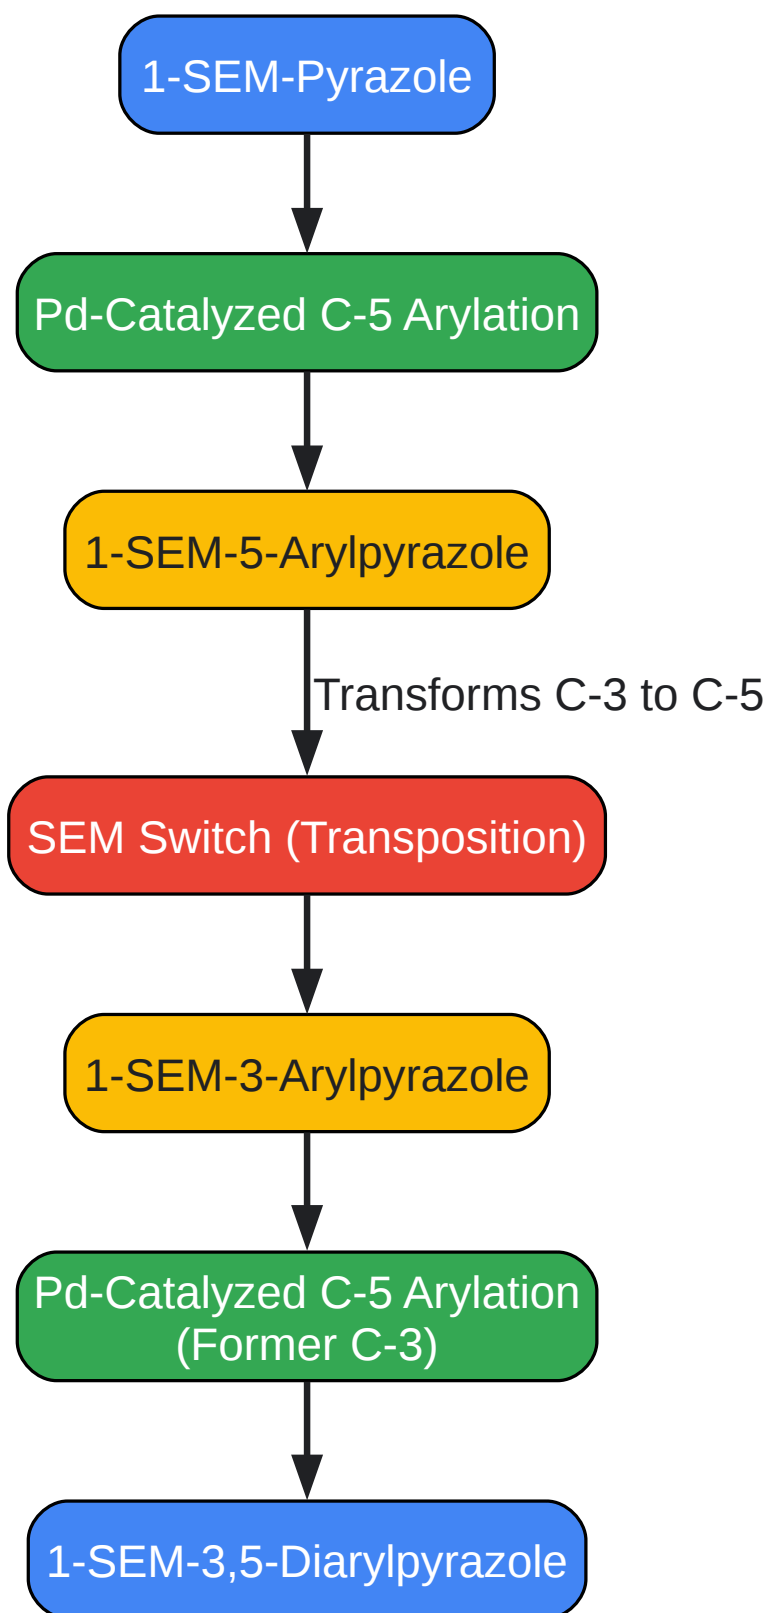 1-SEM-Pyrazole
Pd-Catalyzed C-5 Arylation
1-SEM-5-Arylpyrazole
Transforms C-3 to C-5
SEM Switch (Transposition)
1-SEM-3-Arylpyrazole
Pd-Catalyzed C-5 Arylation
(Former C-3)
1-SEM-3,5-Diarylpyrazole